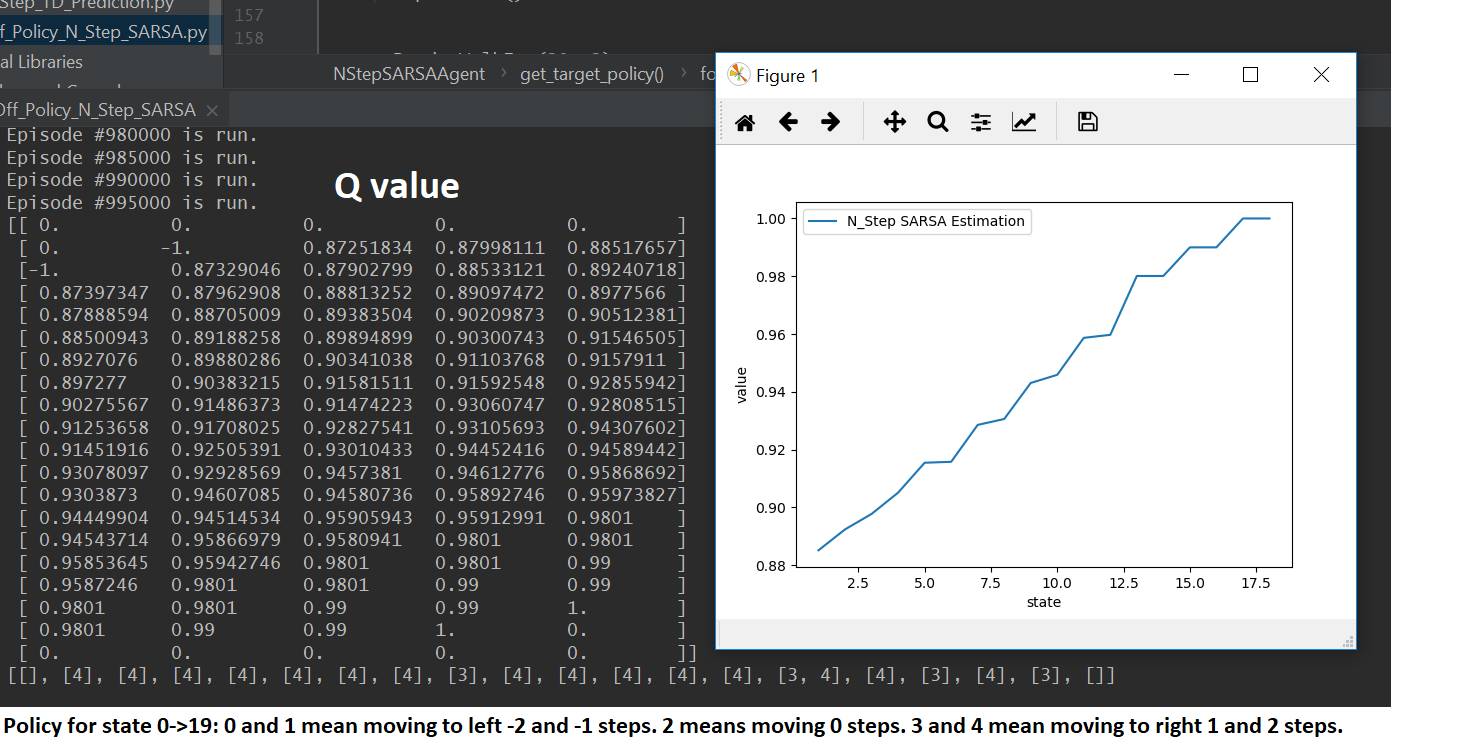 Step_TD_Prediction.py
157
f_Policy_N_Step_SARSA.py
158
al Libraries
NStepSARSAAgent > get_target_policy() > fo
Figure 1
Off_Policy_N_Step_SARSA ×
Episode #980000 is run.
Episode #985000 is run.
Episode #990000 is run.
Episode #995000 is run.
Q value
[[ 0. 0. 0. 0. 0. ]
[ 0. -1. 0.87251834 0.87998111 0.88517657]
[-1. 0.87329046 0.87902799 0.88533121 0.89240718]
[ 0.87397347 0.87962908 0.88813252 0.89097472 0.8977566 ]
[ 0.87888594 0.88705009 0.89383504 0.90209873 0.90512381]
[ 0.88500943 0.89188258 0.89894899 0.90300743 0.91546505]
[ 0.8927076 0.89880286 0.90341038 0.91103768 0.9157911 ]
[ 0.897277 0.90383215 0.91581511 0.91592548 0.92855942]
[ 0.90275567 0.91486373 0.91474223 0.93060747 0.92808515]
[ 0.91253658 0.91708025 0.92827541 0.93105693 0.94307602]
[ 0.91451916 0.92505391 0.93010433 0.94452416 0.94589442]
[ 0.93078097 0.92928569 0.9457381 0.94612776 0.95868692]
[ 0.9303873 0.94607085 0.94580736 0.95892746 0.95973827]
[ 0.94449904 0.94514534 0.95905943 0.95912991 0.9801 ]
[ 0.94543714 0.95866979 0.9580941 0.9801 0.9801 ]
[ 0.95853645 0.95942746 0.9801 0.9801 0.99 ]
[ 0.9587246 0.9801 0.9801 0.99 0.99 ]
[ 0.9801 0.9801 0.99 0.99 1. ]
[ 0.9801 0.99 0.99 1. 0. ]
[ 0. 0. 0. 0. 0. ]]
[[], [4], [4], [4], [4], [4], [4], [4], [3], [4], [4], [4], [4], [4], [3, 4], [4], [3], [4], [3], []]
N_Step SARSA Estimation
1.00
0.98
0.96
0.94
0.92
0.90
0.88
value
2.5 5.0 7.5 10.0 12.5 15.0 17.5
state
Policy for state 0->19: 0 and 1 mean moving to left -2 and -1 steps. 2 means moving 0 steps. 3 and 4 mean moving to right 1 and 2 steps.